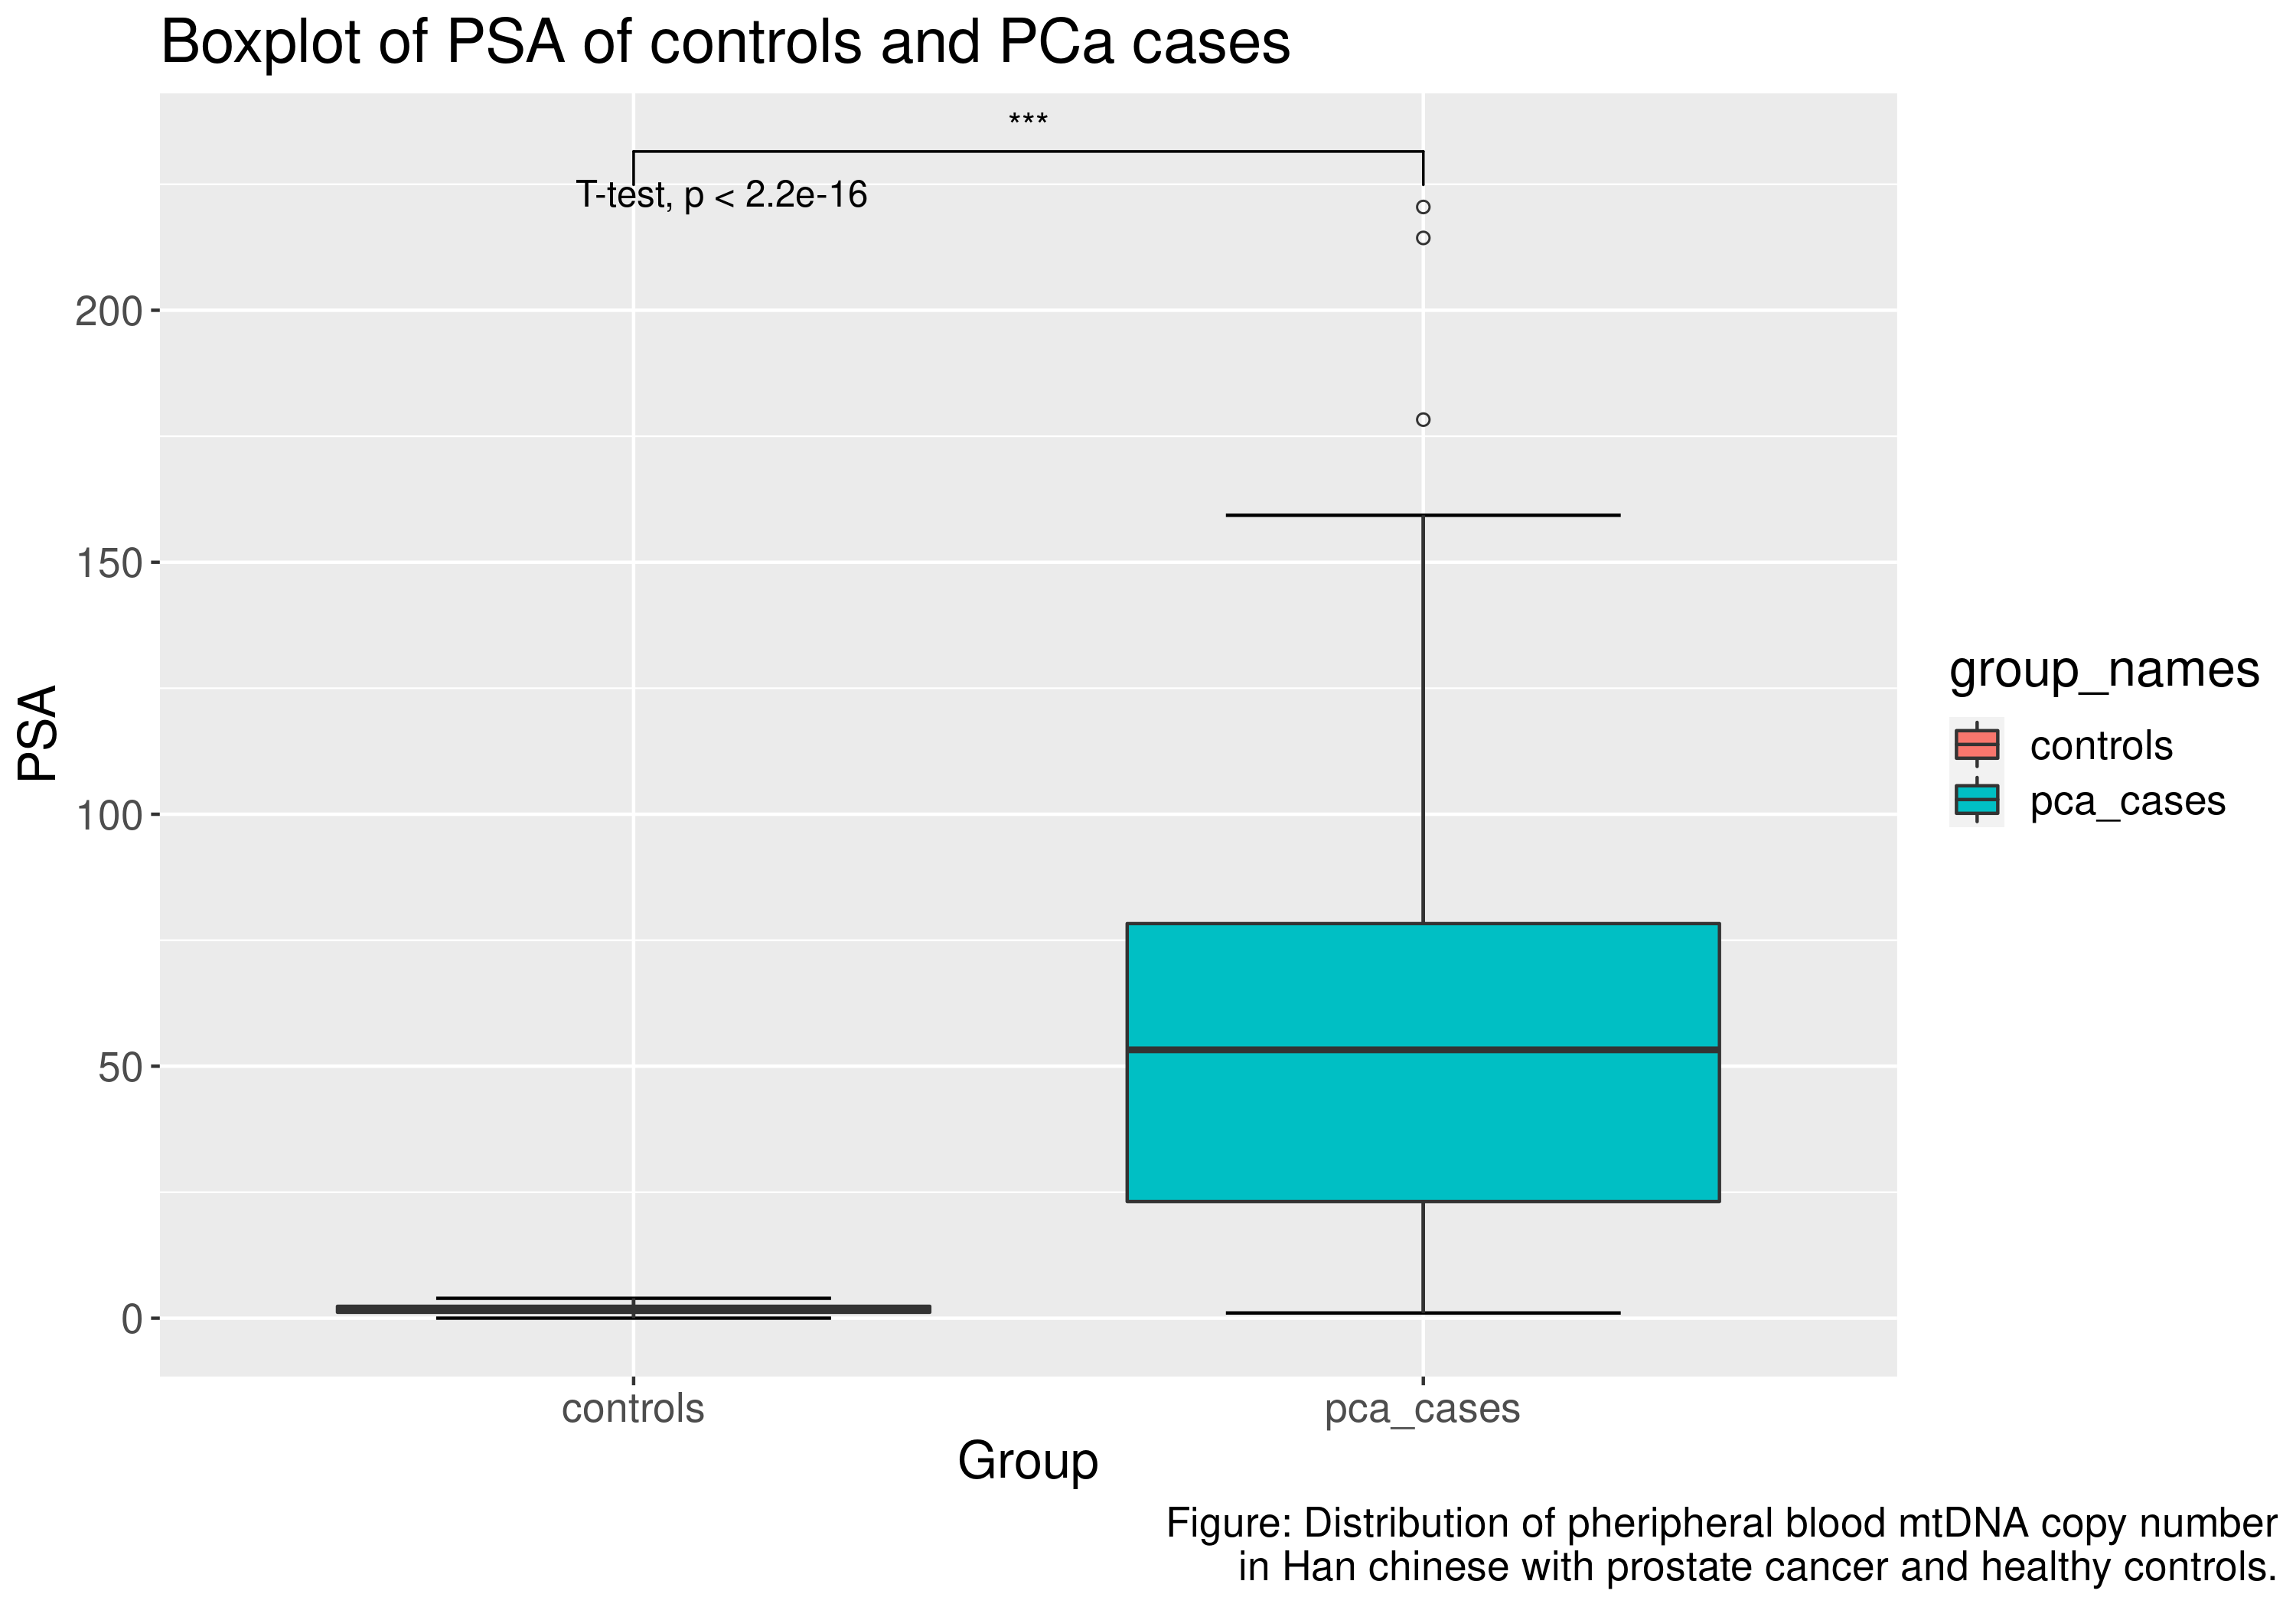 Boxplot of PSA of controls and PCa cases
***
T-test, p < 2.2e-16
PSA
200
150
100
50
0
controls
pca_cases
Group
group_names
controls
pca_cases
Figure: Distribution of pheripheral blood mtDNA copy number
in Han chinese with prostate cancer and healthy controls.